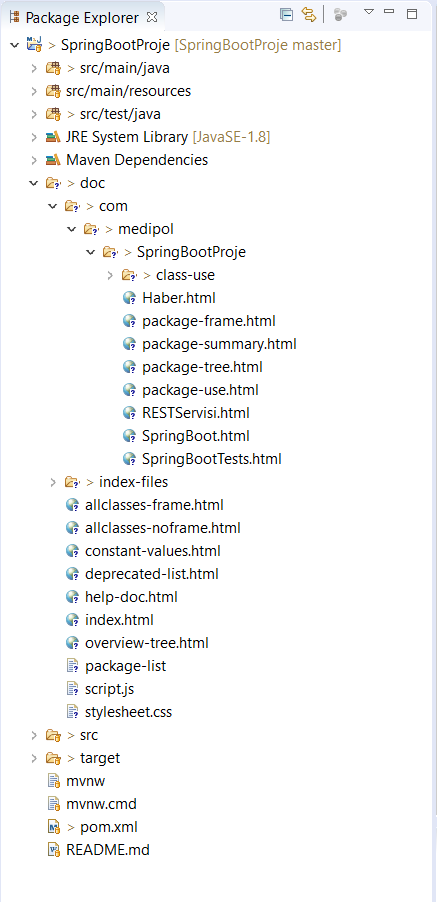 Package Explorer
> SpringBootProje [SpringBootProje master]
> src/main/java
src/main/resources
> src/test/java
JRE System Library [JavaSE-1.8]
Maven Dependencies
> doc
> com
> medipol
> SpringBootProje
> class-use
Haber.html
package-frame.html
package-summary.html
package-tree.html
package-use.html
RESTServisi.html
SpringBoot.html
SpringBootTests.html
> index-files
allclasses-frame.html
allclasses-noframe.html
constant-values.html
deprecated-list.html
help-doc.html
index.html
overview-tree.html
package-list
script.js
stylesheet.css
> src
> target
mvnw
mvnw.cmd
> pom.xml
README.md